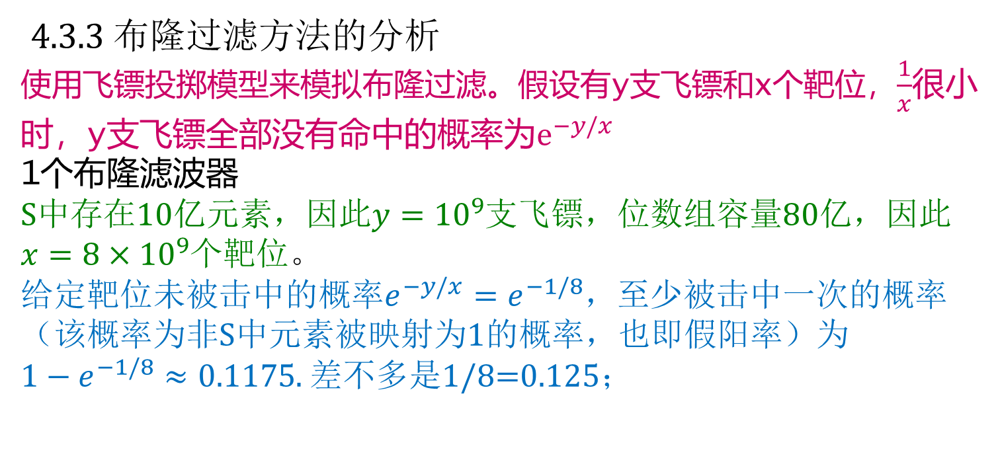 4.3.3 布隆过滤方法的分析
使用飞镖投掷模型来模拟布隆过滤。假设有y支飞镖和x个靶位，$\frac{1}{x}$很小
时，y支飞镖全部没有命中的概率为$e^{-y/x}$
1个布隆滤波器
S中存在10亿元素，因此$y = 10^9$支飞镖，位数组容量80亿，因此
$x = 8 \times 10^9$个靶位。
给定靶位未被击中的概率$e^{-y/x} = e^{-1/8}$，至少被击中一次的概率
（该概率为非S中元素被映射为1的概率，也即假阳率）为
$1 - e^{-1/8} \approx 0.1175.$ 差不多是1/8=0.125；